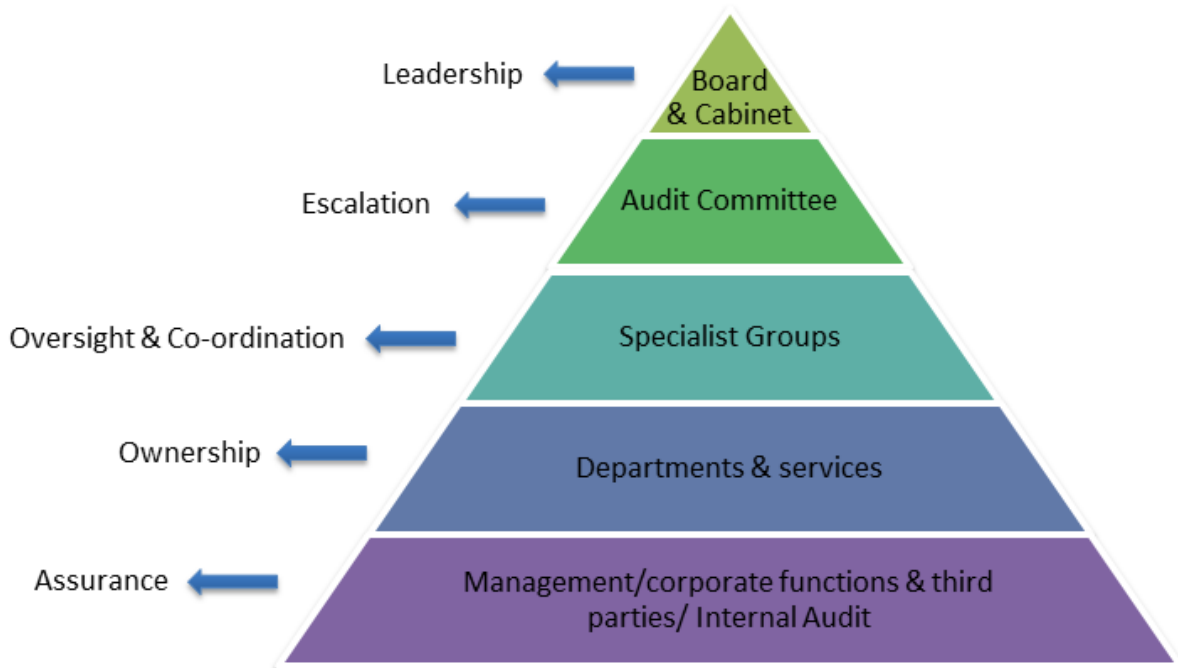 Leadership
Board
& Cabinet
Escalation
Audit Committee
Oversight & Co-ordination
Specialist Groups
Ownership
Departments & services
Assurance
Management/corporate functions & third
parties/ Internal Audit